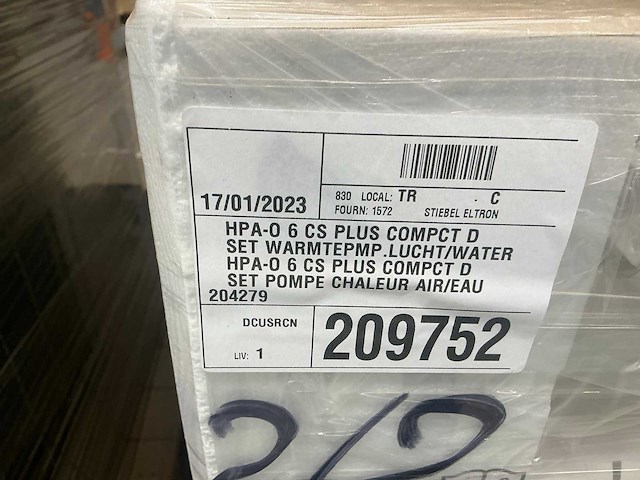 17/01/2023
830 LOCAL: TR . C
FOURN: 1572 STIEBEL ELTRON
HPA-O 6 CS PLUS COMPCT D
SET WARMTEPMP.LUCHT/WATER
HPA-O 6 CS PLUS COMPCT D
SET POMPE CHALEUR AIR/EAU
204279
DCUSRCN
LIV: 1
209752